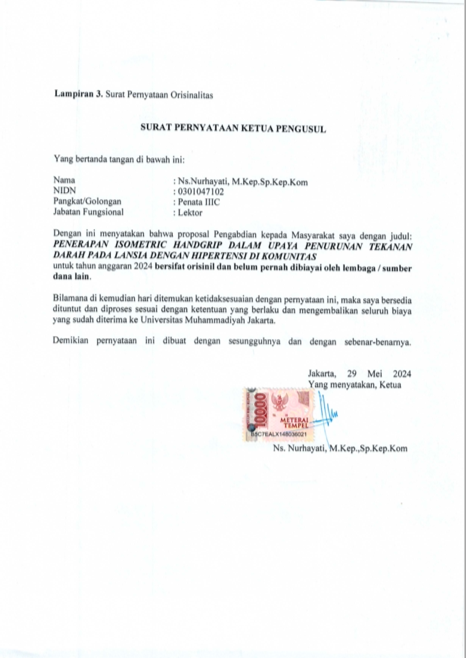 Lampiran 3. Surat Pernyataan Orisinalitas
SURAT PERNYATAAN KETUA PENGUSUL
Yang bertanda tangan di bawah ini:
Nama : Ns.Nurhayati, M.Kep.Sp.Kep.Kom
NIDN : 0301047102
Pangkat/Golongan : Penata IIIC
Jabatan Fungsional : Lektor
Dengan ini menyatakan bahwa proposal Pengabdian kepada Masyarakat saya dengan judul:
PENERAPAN ISOMETRIC HANDGRIP DALAM UPAYA PENURUNAN TEKANAN
DARAH PADA LANSIA DENGAN HIPERTENSI DI KOMUNITAS
untuk tahun anggaran 2024 bersifat orisinil dan belum pernah dibiayai oleh lembaga / sumber
dana lain.
Bilamana di kemudian hari ditemukan ketidaksesuaian dengan pernyataan ini, maka saya bersedia
dituntut dan diproses sesuai dengan ketentuan yang berlaku dan mengembalikan seluruh biaya
yang sudah diterima ke Universitas Muhammadiyah Jakarta.
Demikian pernyataan ini dibuat dengan sesungguhnya dan dengan sebenar-benarnya.
Jakarta, 29 Mei 2024
Yang menyatakan, Ketua
10000
METERAI
TEMPEL
Ns. Nurhayati, M.Kep.,Sp.Kep.Kom